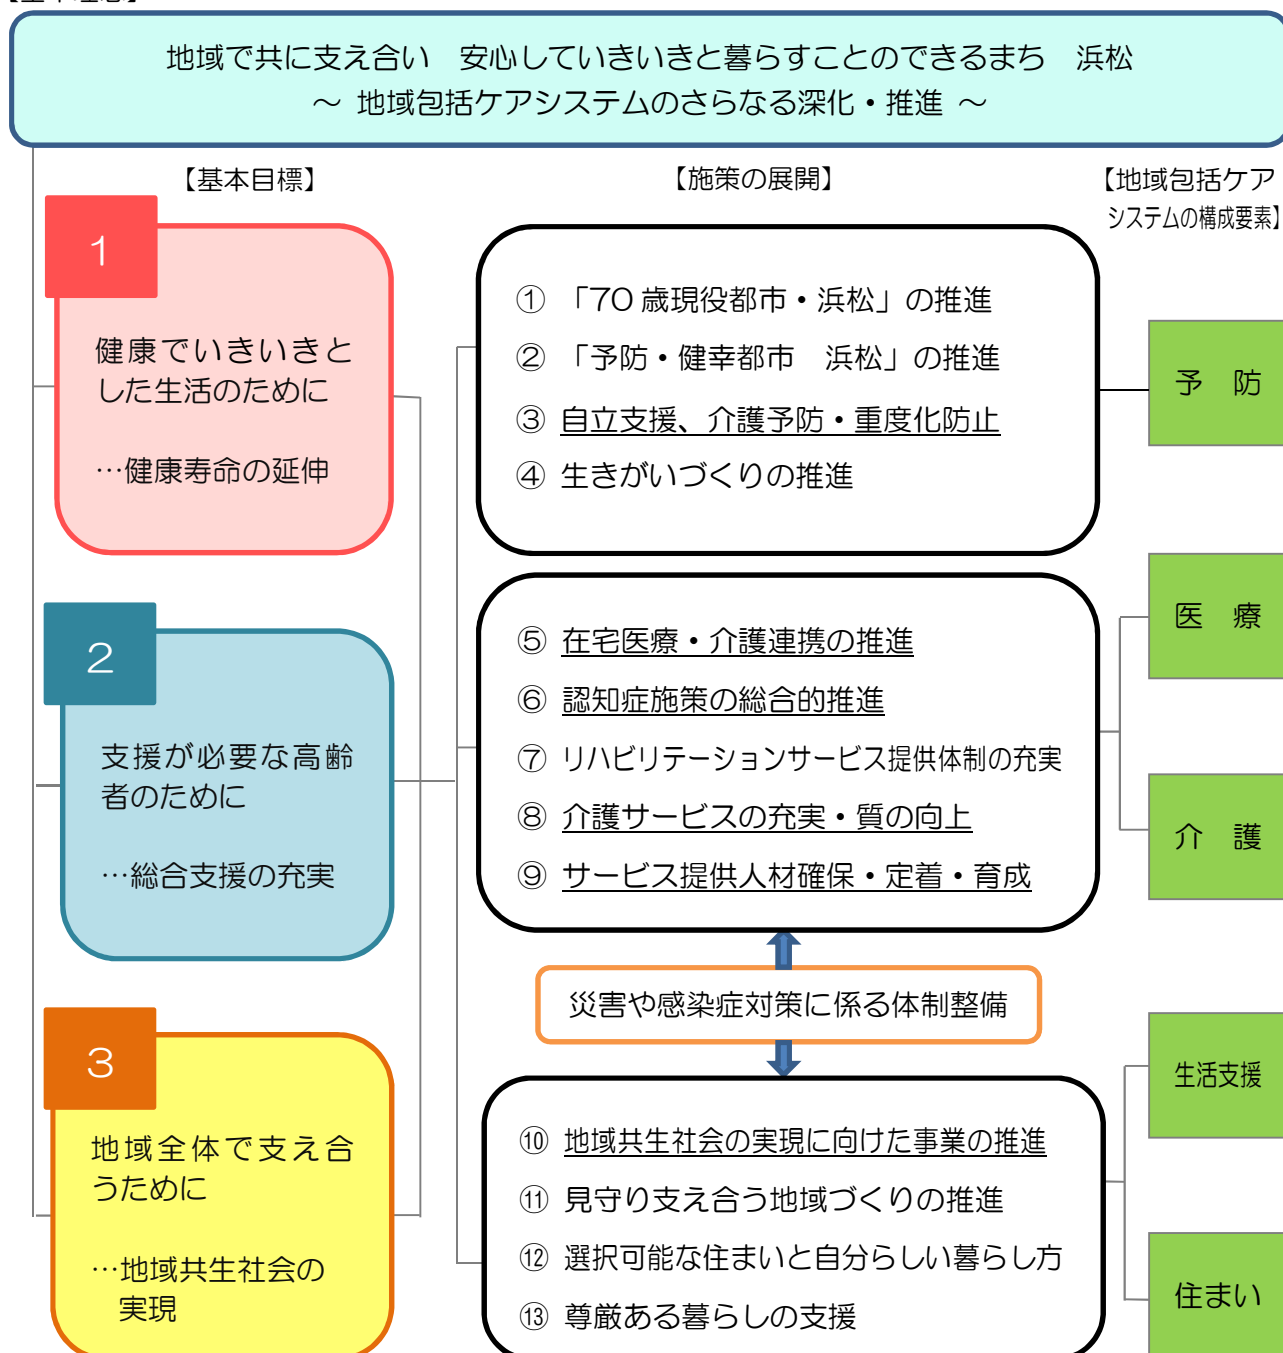 地域で共に支え合い　安心していきいきと暮らすことのできるまち　浜松
～ 地域包括ケアシステムのさらなる深化・推進 ～
【基本目標】
【施策の展開】
【地域包括ケア
システムの構成要素】
1
健康でいきいきと
した生活のために
…健康寿命の延伸
① 「70 歳現役都市・浜松」の推進
② 「予防・健幸都市　浜松」の推進
③ 自立支援、介護予防・重度化防止
④ 生きがいづくりの推進
予　防
2
支援が必要な高齢
者のために
…総合支援の充実
⑤ 在宅医療・介護連携の推進
⑥ 認知症施策の総合的推進
⑦ リハビリテーションサービス提供体制の充実
⑧ 介護サービスの充実・質の向上
⑨ サービス提供人材確保・定着・育成
医　療
介　護
災害や感染症対策に係る体制整備
3
地域全体で支え合
うために
…地域共生社会の
実現
⑩ 地域共生社会の実現に向けた事業の推進
⑪ 見守り支え合う地域づくりの推進
⑫ 選択可能な住まいと自分らしい暮らし方
⑬ 尊厳ある暮らしの支援
生活支援
住まい